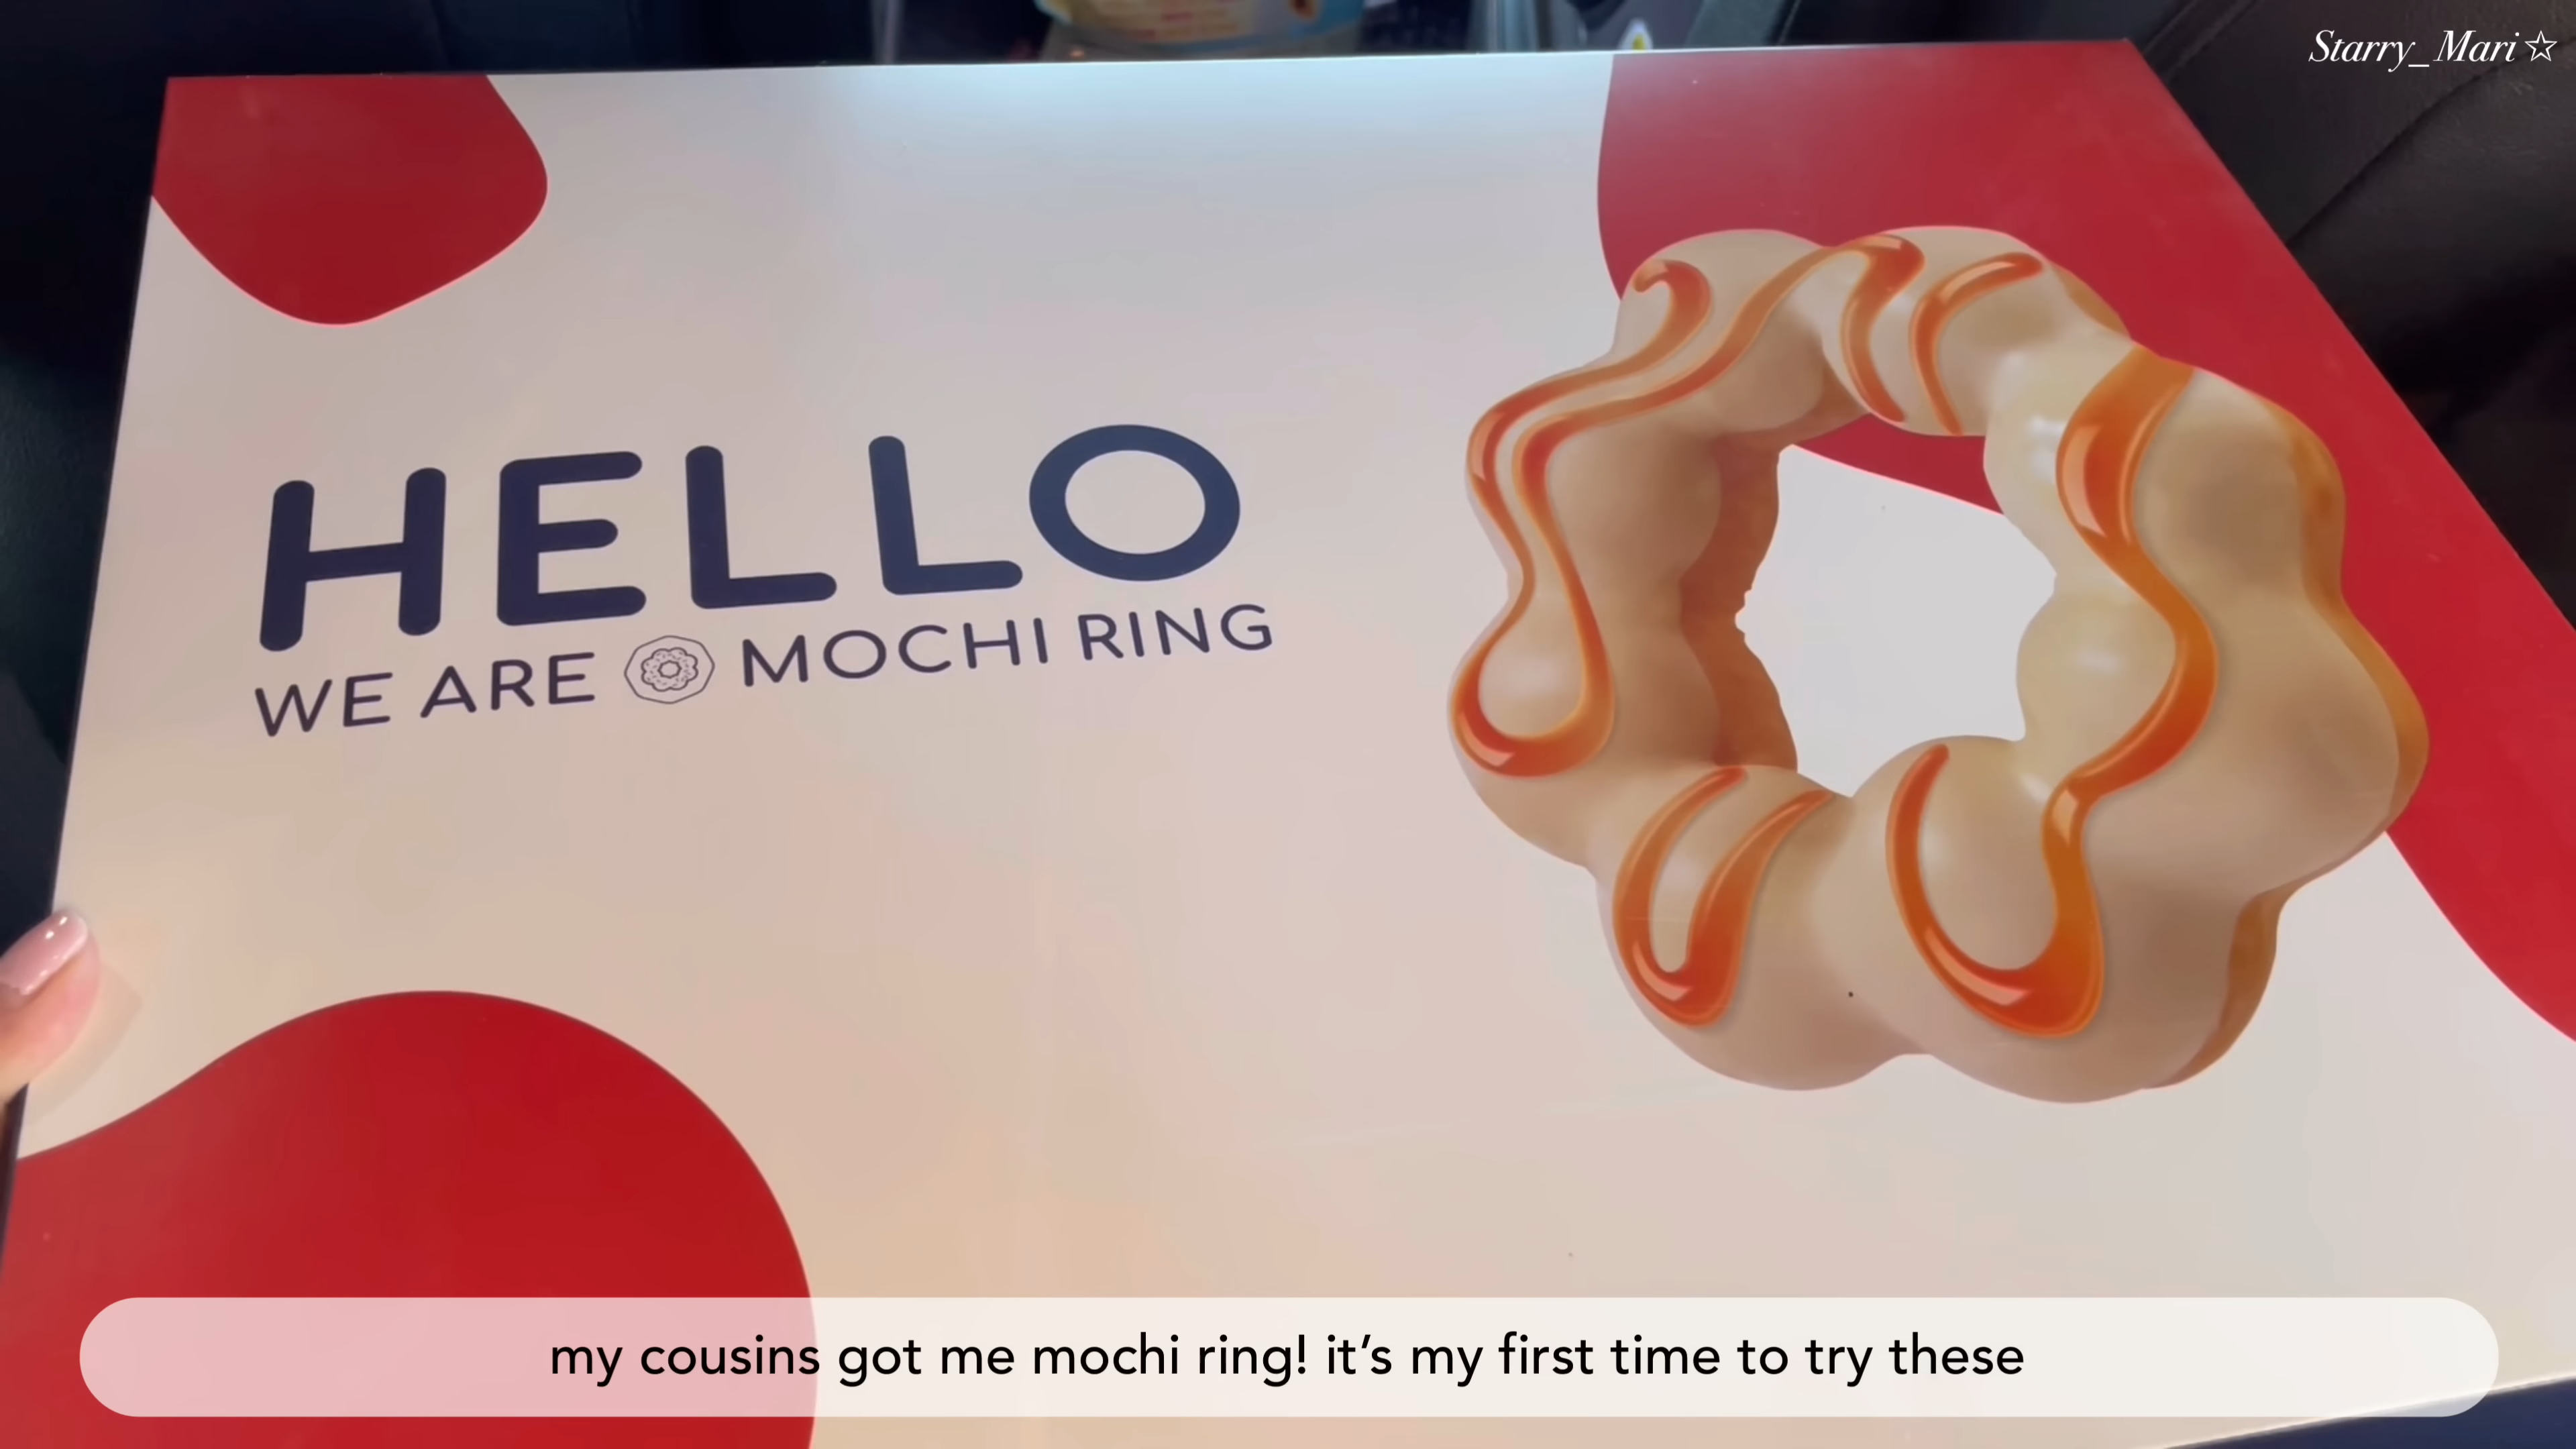 Starry_Mari☆
HELLO
WE ARE MOCHI RING
my cousins got me mochi ring! it's my first time to try these